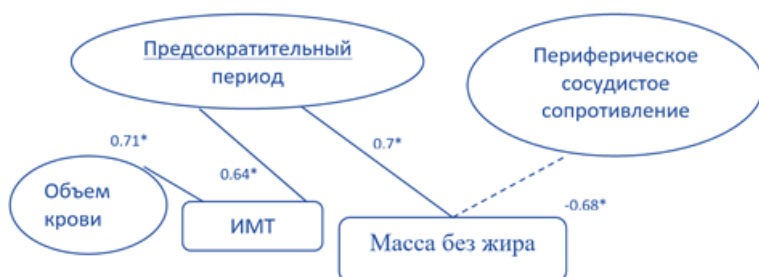 Предсократительный
период
Периферическое
сосудистое
сопротивление
0.71*
0.64*
0.7*
-0.68*
Объем
крови
ИМТ
Масса без жира